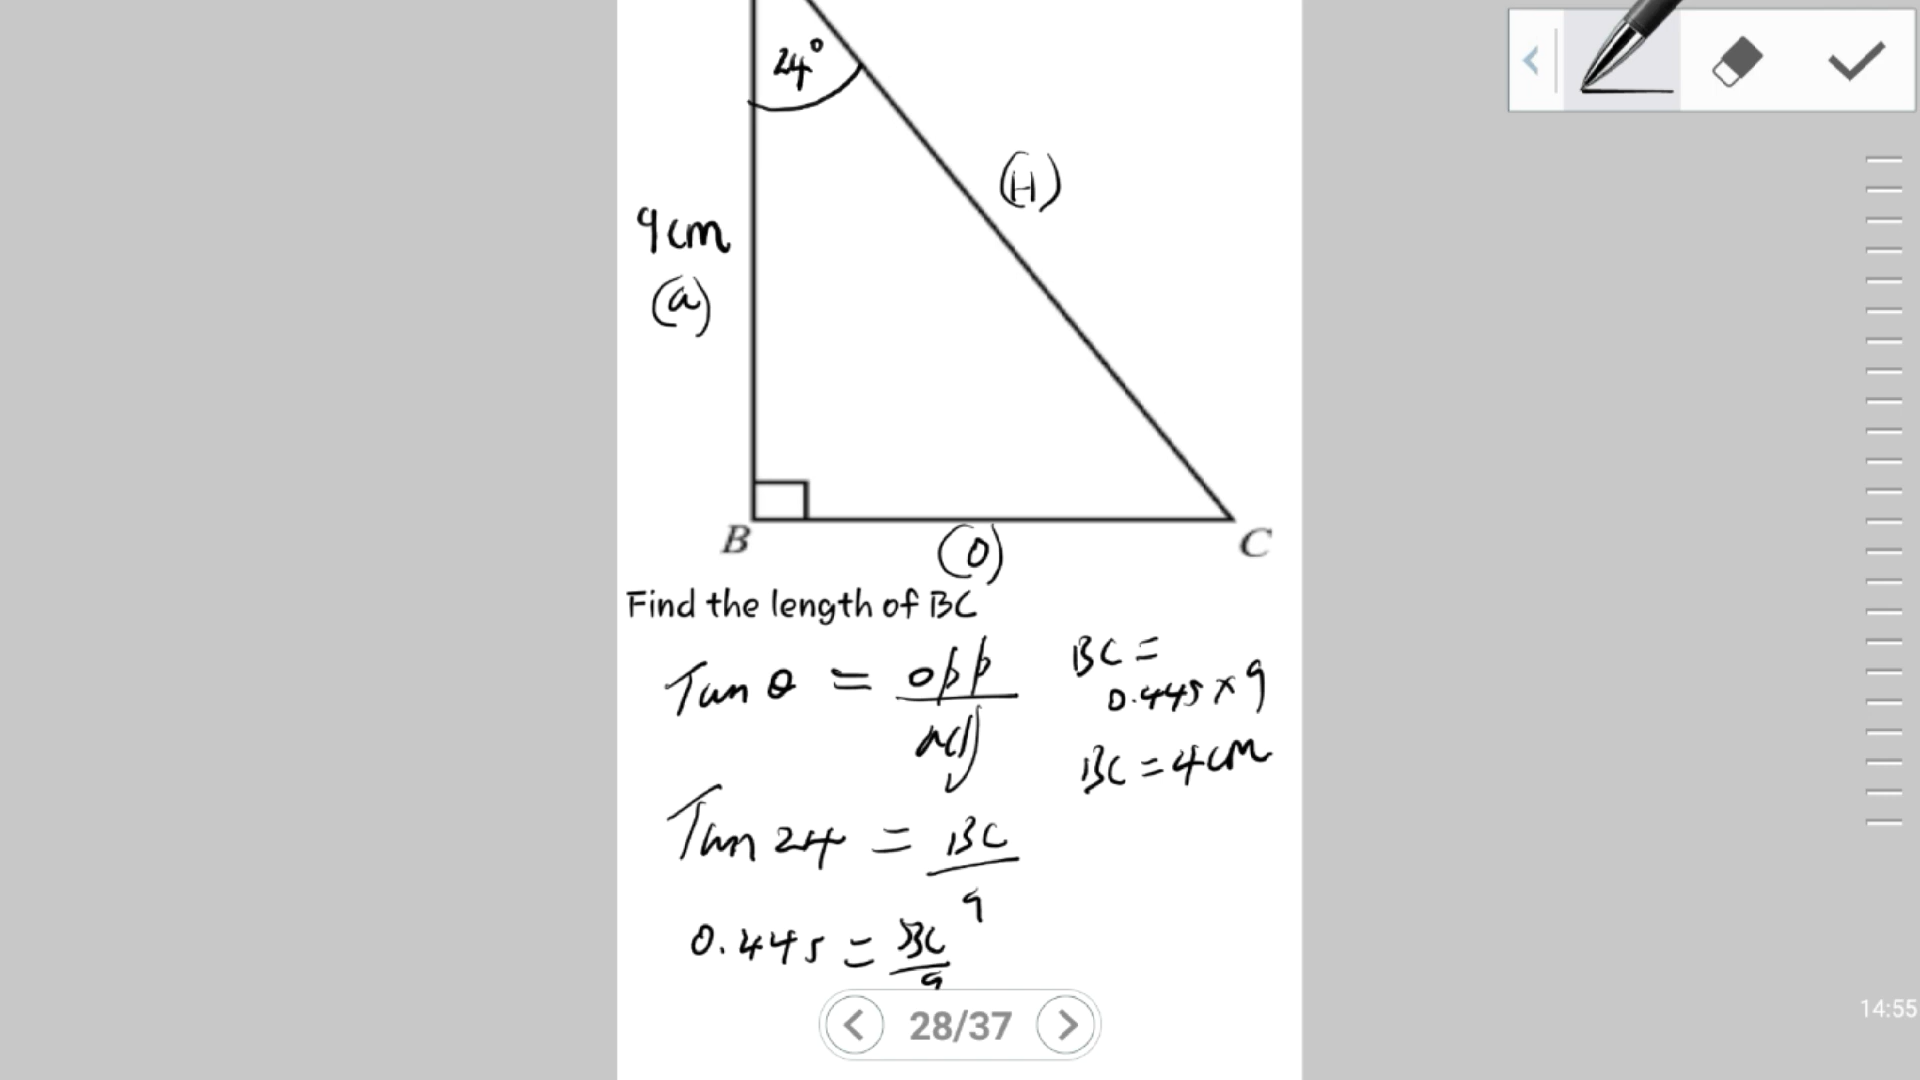 24°
(H)
9cm
(a)
B
(O)
C
Find the length of BC
Tan θ = opp
adj
Tan 24 = BC
9
0.445 = BC
9
BC =
0.445 x 9
BC = 4cm
28/37
14:55